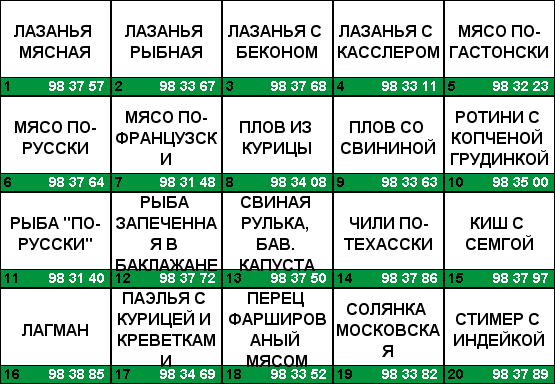 ЛАЗАНЬЯ
МЯСНАЯ
1 98 37 57
ЛАЗАНЬЯ
РЫБНАЯ
2 98 33 67
ЛАЗАНЬЯ С
БЕКОНОМ
3 98 37 68
ЛАЗАНЬЯ С
КАССЛЕРОМ
4 98 33 11
МЯСО ПО-
ГАСТОНСКИ
5 98 32 23
МЯСО ПО-
РУССКИ
6 98 37 64
МЯСО ПО-
ФРАНЦУЗСК
И
7 98 31 48
ПЛОВ ИЗ
КУРИЦЫ
8 98 34 08
ПЛОВ СО
СВИНИНОЙ
9 98 33 63
РОТИНИ С
КОПЧЕНОЙ
ГРУДИНКОЙ
10 98 35 00
РЫБА "ПО-
РУССКИ"
11 98 31 40
РЫБА
ЗАПЕЧЕННА
Я В
БАКЛАЖАНЕ
12 98 37 72
СВИНАЯ
РУЛЬКА,
БАВ.
КАПУСТА
13 98 37 50
ЧИЛИ ПО-
ТЕХАССКИ
14 98 37 86
КИШ С
СЕМГОЙ
15 98 37 97
ЛАГМАН
16 98 38 85
ПАЭЛЬЯ С
КУРИЦЕЙ И
КРЕВЕТКАМ
И
17 98 34 69
ПЕРЕЦ
ФАРШИРОВ
АНЫЙ
МЯСОМ
18 98 33 52
СОЛЯНКА
МОСКОВСКА
Я
19 98 33 82
СТИМЕР С
ИНДЕЙКОЙ
20 98 37 89